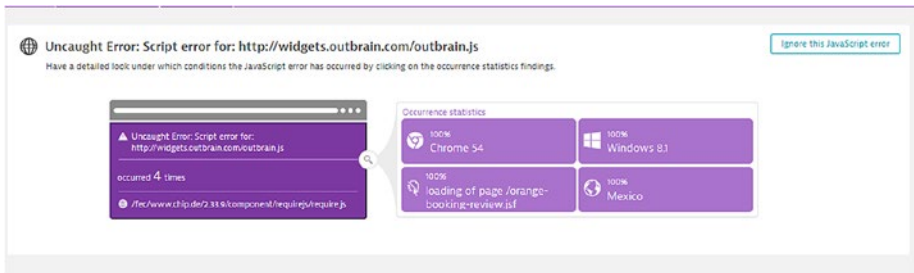 Uncaught Error: Script error for: http://widgets.outbrain.com/outbrain.js
Ignore this JavaScript error
Have a detailed look under which conditions the JavaScript error has occurred by clicking on the occurrence statistics findings.
Uncaught Error: Script error for:
http://widgets.outbrain.com/outbrain.js
occurred 4 times
/fec/www.chip.de/2.33.9/component/requirejs/require.js
Occurrence statistics
100%
Chrome 54
100%
Windows 8.1
100%
loading of page /orange-
booking-review.jsf
100%
Mexico